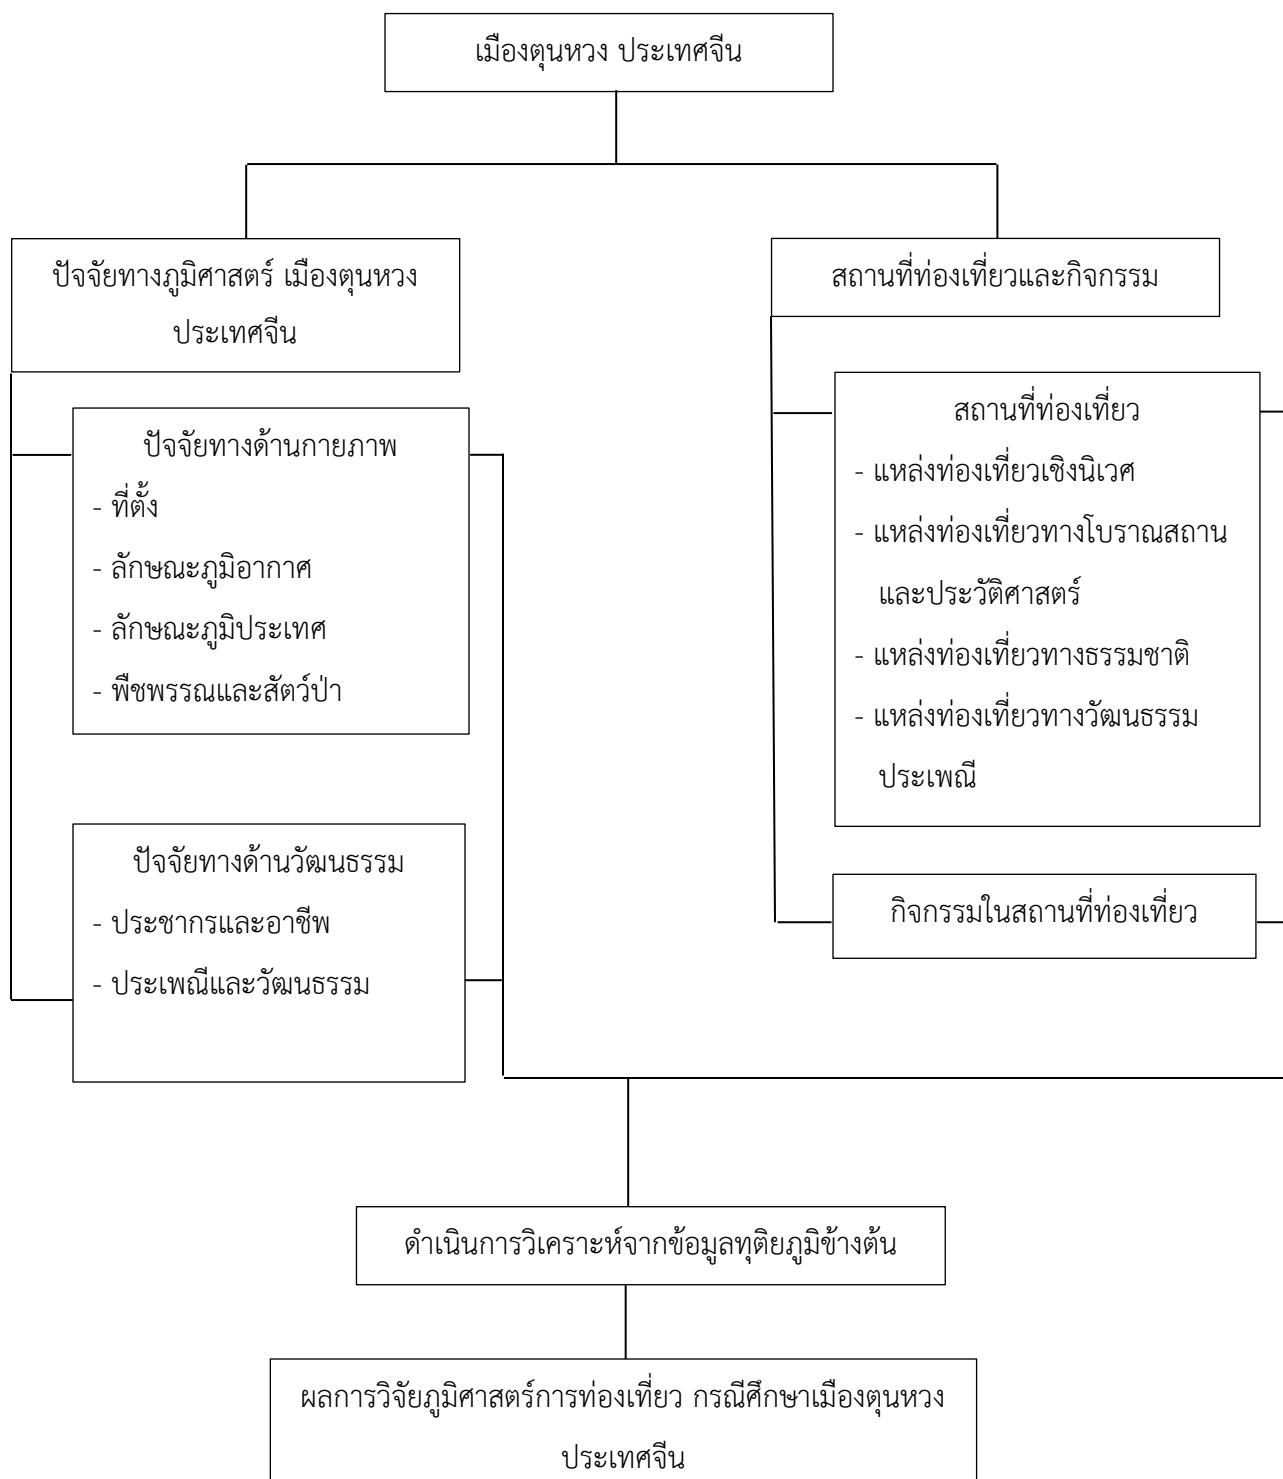 เมืองตุนหวง ประเทศจีน
ปัจจัยทางภูมิศาสตร์ เมืองตุนหวง
ประเทศจีน
ปัจจัยทางด้านกายภาพ
- ที่ตั้ง
- ลักษณะภูมิอากาศ
- ลักษณะภูมิประเทศ
- พืชพรรณและสัตว์ป่า
ปัจจัยทางด้านวัฒนธรรม
- ประชากรและอาชีพ
- ประเพณีและวัฒนธรรม
สถานที่ท่องเที่ยวและกิจกรรม
สถานที่ท่องเที่ยว
- แหล่งท่องเที่ยวเชิงนิเวศ
- แหล่งท่องเที่ยวทางโบราณสถาน
และประวัติศาสตร์
- แหล่งท่องเที่ยวทางธรรมชาติ
- แหล่งท่องเที่ยวทางวัฒนธรรม
ประเพณี
กิจกรรมในสถานที่ท่องเที่ยว
ดำเนินการวิเคราะห์จากข้อมูลทุติยภูมิข้างต้น
ผลการวิจัยภูมิศาสตร์การท่องเที่ยว กรณีศึกษาเมืองตุนหวง
ประเทศจีน